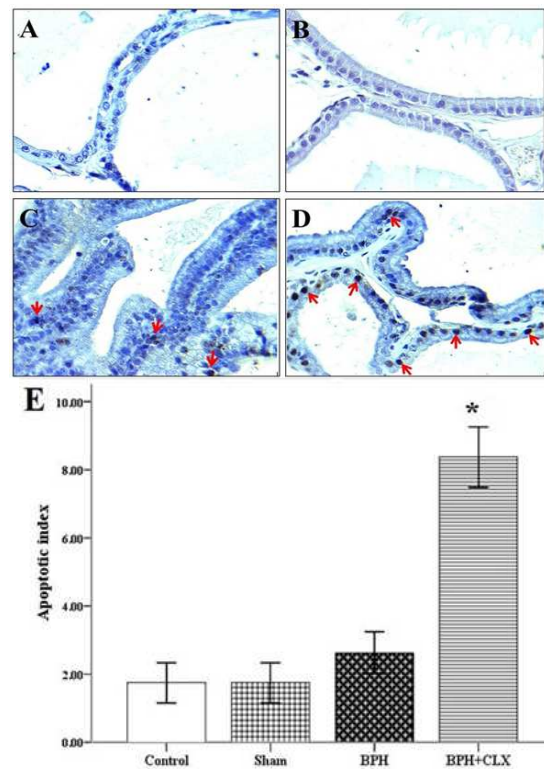 A
B
C
D
E
Apoptotic index
10.00
8.00
6.00
4.00
2.00
0.00
*
Control Sham BPH BPH+CLX